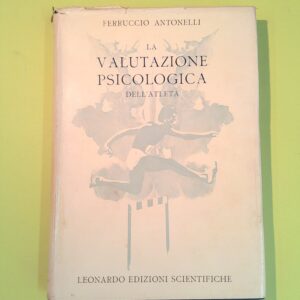 FERRUCCIO ANTONELLI
LA
VALUTAZIONE
PSICOLOGICA
DELL'ATLETA
LEONARDO EDIZIONI SCIENTIFICHE